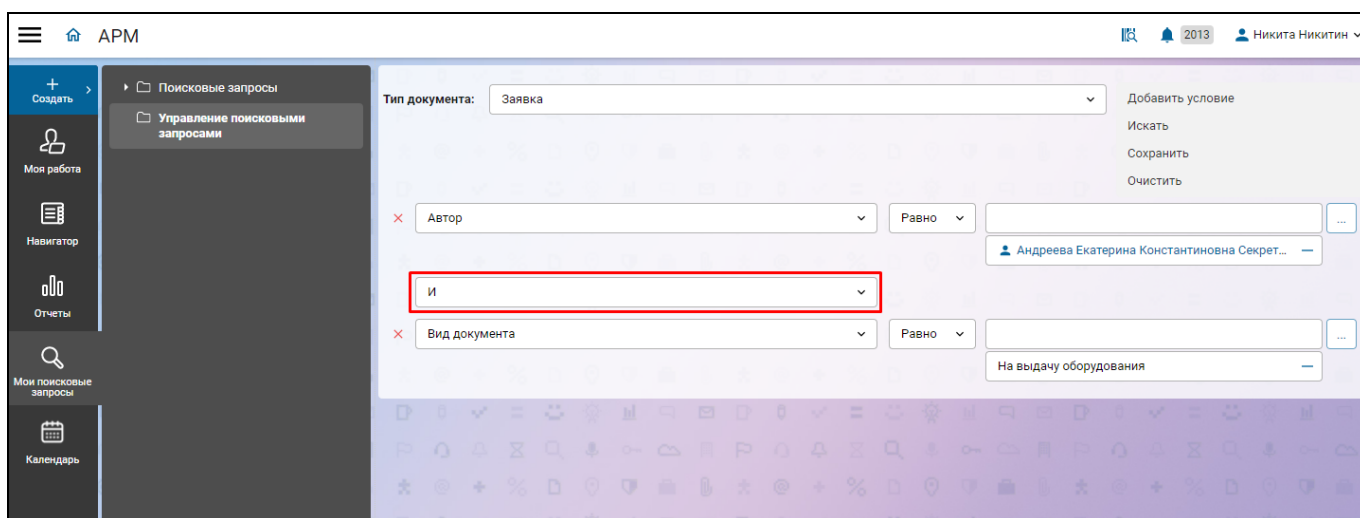 АРМ
2013
Никита Никитин
Создать
Моя работа
Навигатор
Отчеты
Мои поисковые
запросы
Календарь
Поисковые запросы
Управление поисковыми
запросами
Тип документа:
Заявка
Добавить условие
Искать
Сохранить
Очистить
Автор
Равно
...
Андреева Екатерина Константиновна Секрет...
И
Вид документа
Равно
...
На выдачу оборудования